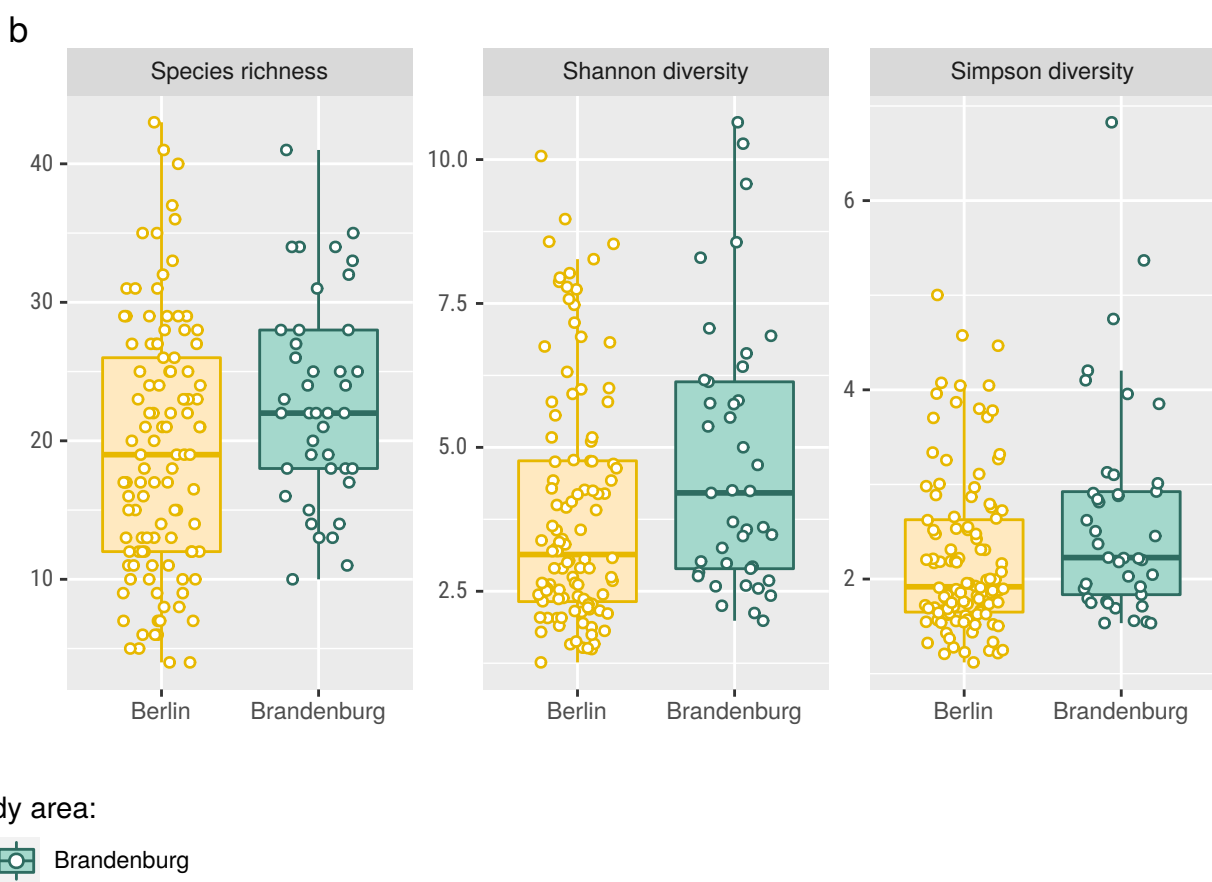 b
Species richness
Shannon diversity
Simpson diversity
40
30
20
10
10.0
7.5
5.0
2.5
6
4
2
Berlin Brandenburg
Berlin Brandenburg
Berlin Brandenburg
dy area:
Brandenburg